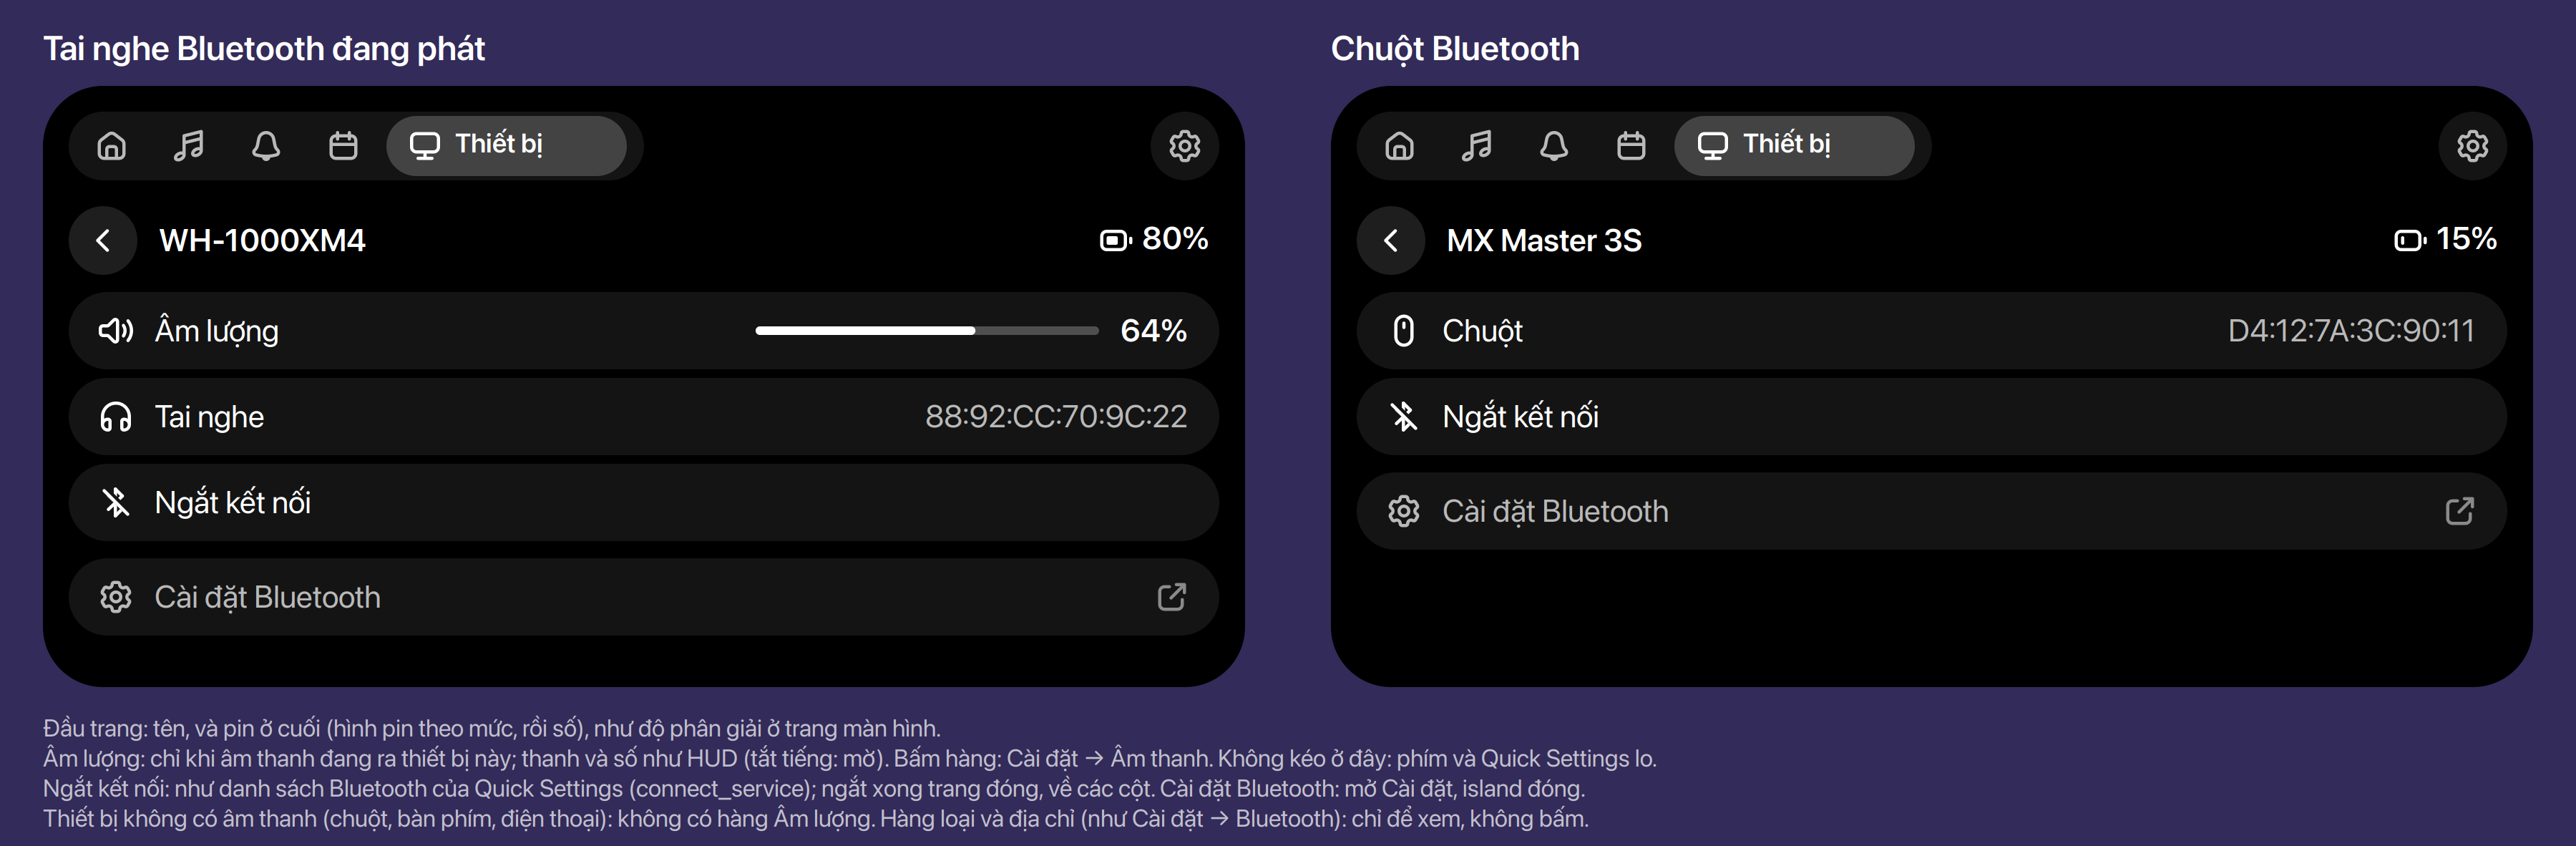 Tai nghe Bluetooth đang phát
Thiết bị
WH-1000XM4
80%
Âm lượng
64%
Tai nghe
88:92:CC:70:9C:22
Ngắt kết nối
Cài đặt Bluetooth
Chuột Bluetooth
Thiết bị
MX Master 3S
15%
Chuột
D4:12:7A:3C:90:11
Ngắt kết nối
Cài đặt Bluetooth
Đầu trang: tên, và pin ở cuối (hình pin theo mức, rồi số), như độ phân giải ở trang màn hình.
Âm lượng: chỉ khi âm thanh đang ra thiết bị này; thanh và số như HUD (tắt tiếng: mờ). Bấm hàng: Cài đặt → Âm thanh. Không kéo ở đây: phím và Quick Settings lo.
Ngắt kết nối: như danh sách Bluetooth của Quick Settings (connect_service); ngắt xong trang đóng, về các cột. Cài đặt Bluetooth: mở Cài đặt, island đóng.
Thiết bị không có âm thanh (chuột, bàn phím, điện thoại): không có hàng Âm lượng. Hàng loại và địa chỉ (như Cài đặt → Bluetooth): chỉ để xem, không bấm.